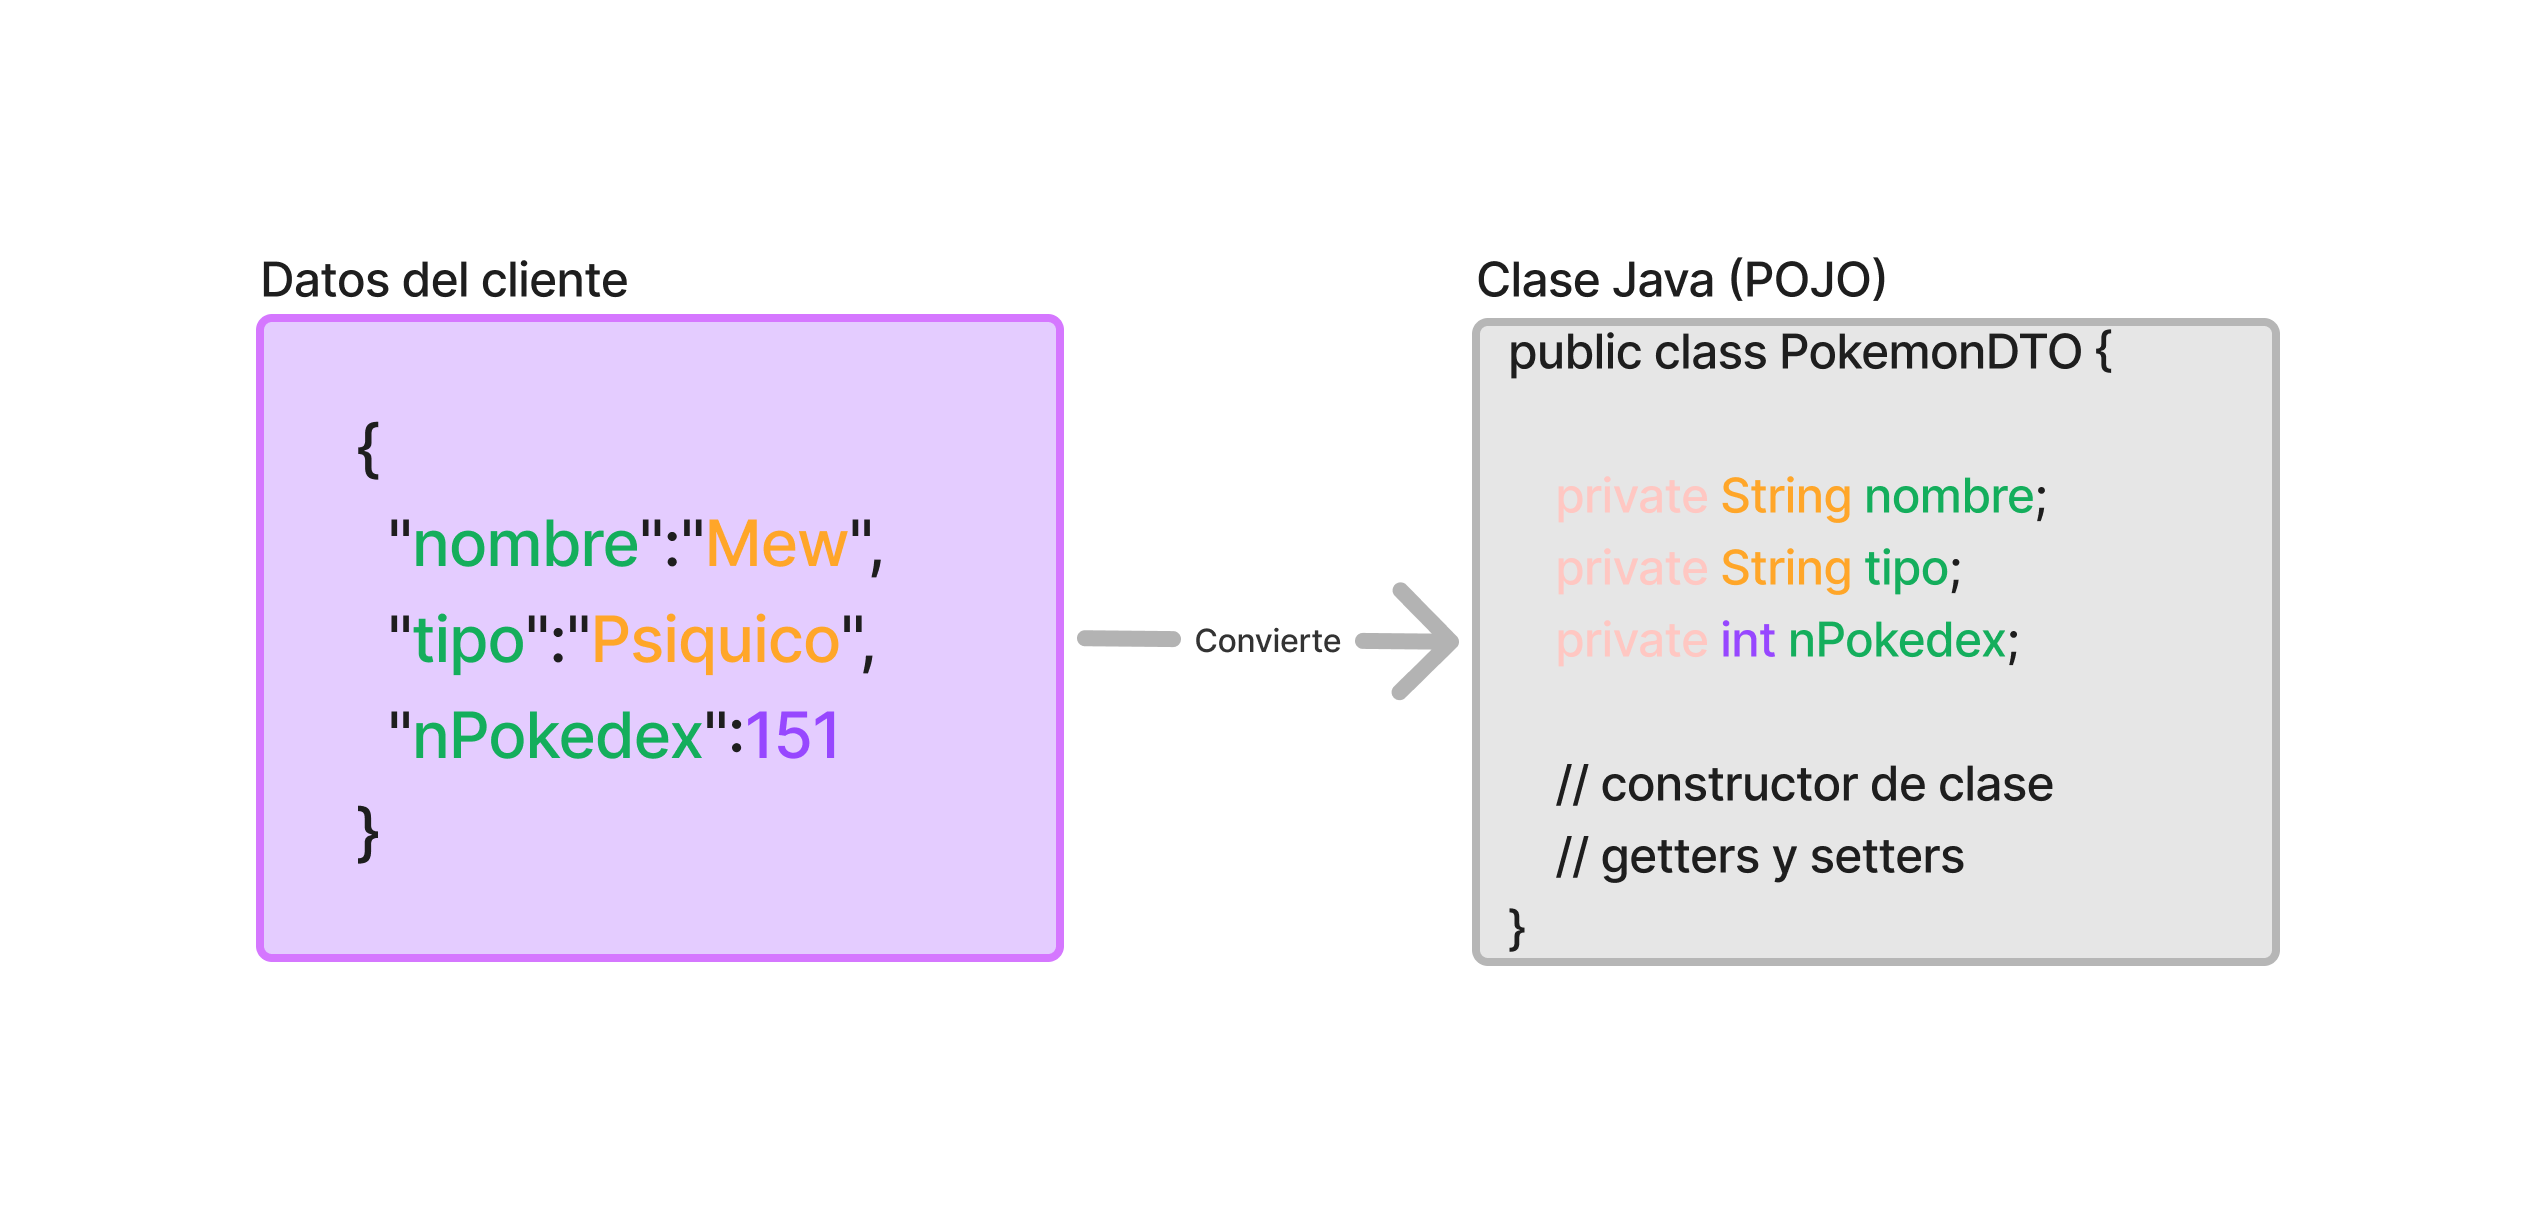 Datos del cliente
{
"nombre":"Mew",
"tipo":"Psiquico",
"nPokedex":151
}
Convierte
Clase Java (POJO)
public class PokemonDTO {
private String nombre;
private String tipo;
private int nPokedex;
// constructor de clase
// getters y setters
}